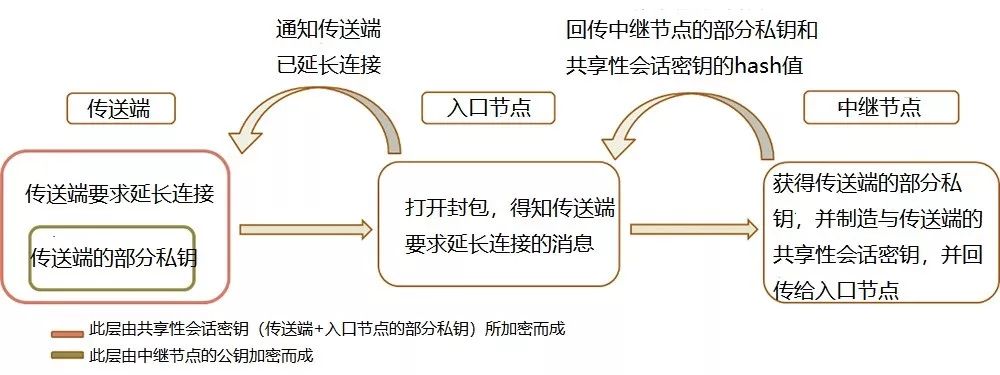 通知传送端
已延长连接
回传中继节点的部分私钥和
共享性会话密钥的hash值
传送端
入口节点
中继节点
传送端要求延长连接
传送端的部分私钥
打开封包，得知传送端
要求延长连接的消息
获得传送端的部分私
钥，并制造与传送端的
共享性会话密钥，并回
传给入口节点
此层由共享性会话密钥（传送端+入口节点的部分私钥）所加密而成
此层由中继节点的公钥加密而成